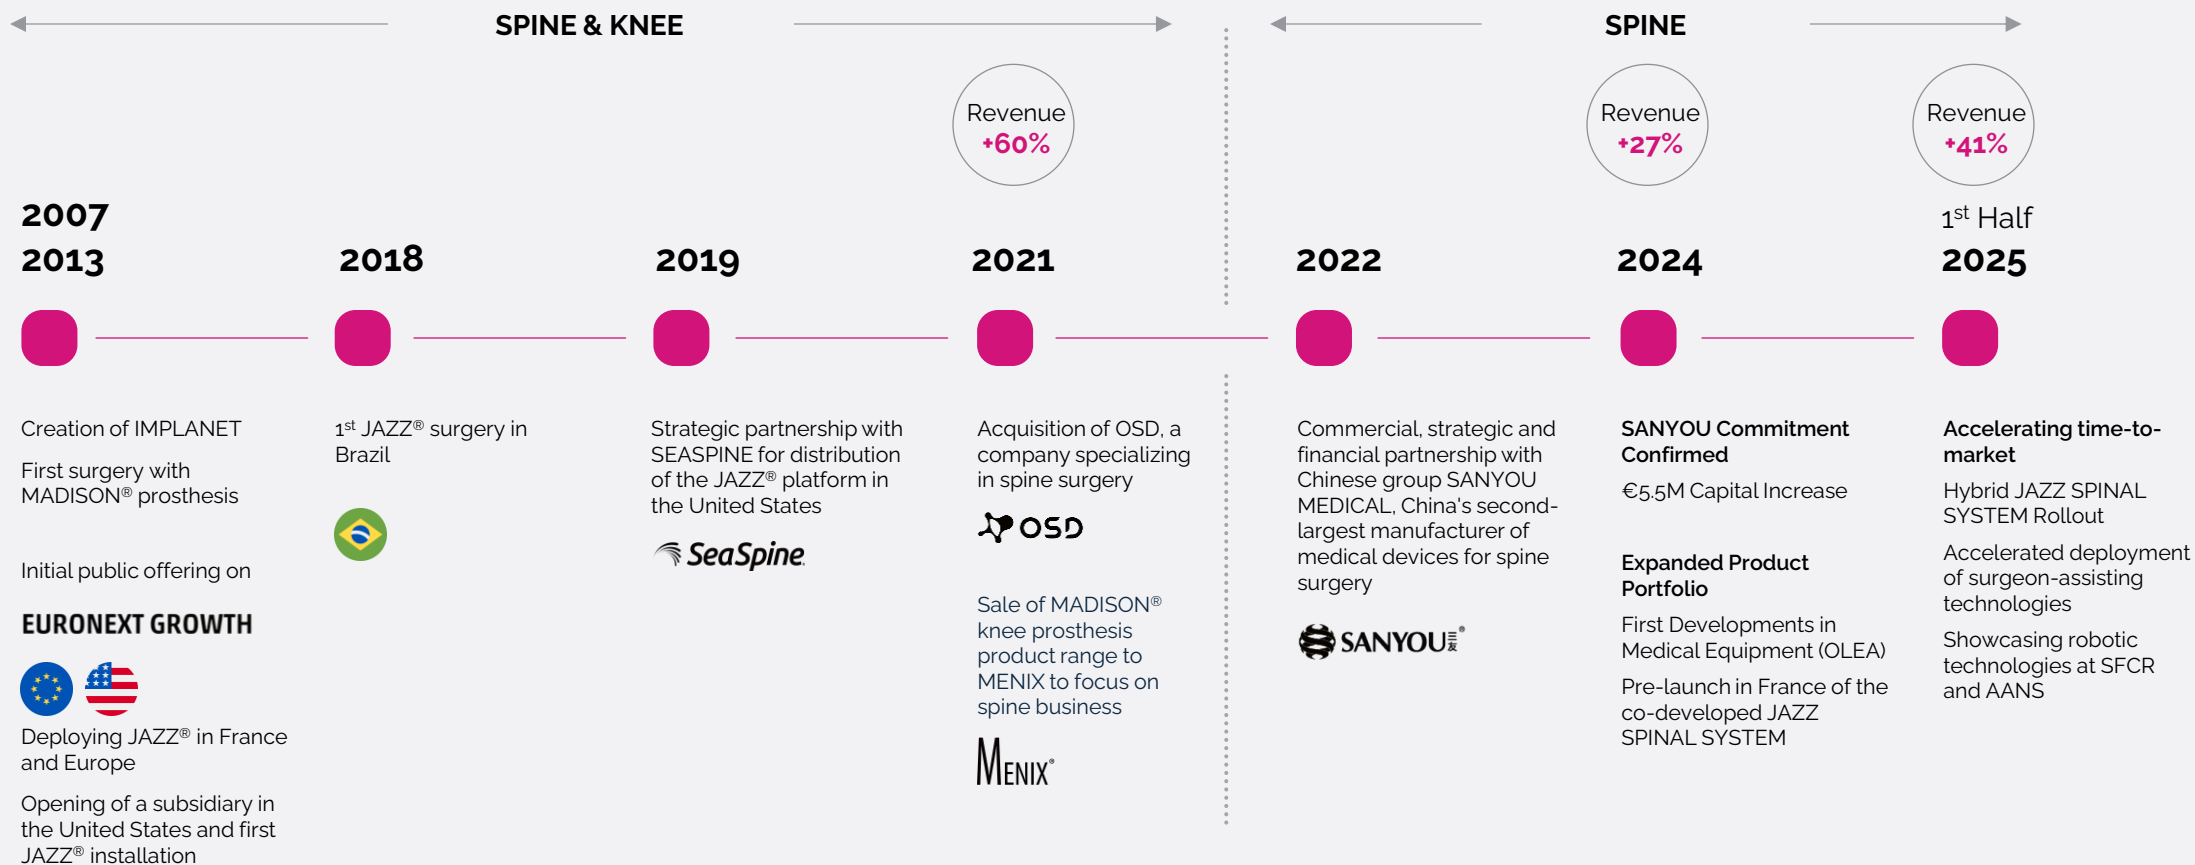 SPINE & KNEE
SPINE
Revenue
+60%
Revenue
+27%
Revenue
+41%
2007
2013
2018
2019
2021
2022
2024
1st Half
2025
Creation of IMPLANET
First surgery with
MADISON® prosthesis
Initial public offering on
EURONEXT GROWTH
Deploying JAZZ® in France
and Europe
Opening of a subsidiary in
the United States and first
JAZZ® installation
1st JAZZ® surgery in
Brazil
Strategic partnership with
SEASPINE for distribution
of the JAZZ® platform in
the United States
SeaSpine
Acquisition of OSD, a
company specializing
in spine surgery
OSD
Sale of MADISON®
knee prosthesis
product range to
MENIX to focus on
spine business
MENIX®
Commercial, strategic and
financial partnership with
Chinese group SANYOU
MEDICAL, China's second-
largest manufacturer of
medical devices for spine
surgery
SANYOU三友®
SANYOU Commitment
Confirmed
€5.5M Capital Increase
Expanded Product
Portfolio
First Developments in
Medical Equipment (OLEA)
Pre-launch in France of the
co-developed JAZZ
SPINAL SYSTEM
Accelerating time-to-
market
Hybrid JAZZ SPINAL
SYSTEM Rollout
Accelerated deployment
of surgeon-assisting
technologies
Showcasing robotic
technologies at SFCR
and AANS